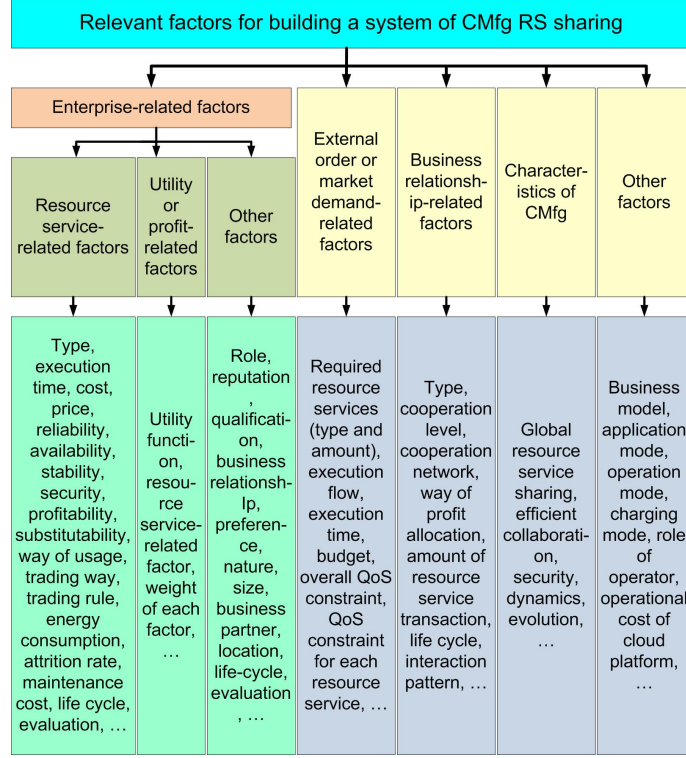 Relevant factors for building a system of CMfg RS sharing
Enterprise-related factors
Resource
service-
related factors
Utility
or
profit-
related
factors
Other
factors
External
order or
market
demand-
related
factors
Business
relationsh-
ip-related
factors
Character-
istics of
CMfg
Other
factors
Type,
execution
time, cost,
price,
reliability,
availability,
stability,
security,
profitability,
substitutability,
way of usage,
trading way,
trading rule,
energy
consumption,
attrition rate,
maintenance
cost, life cycle,
evaluation, …
Utility
functi-
on,
resou-
rce
service-
related
factor,
weight
of each
factor,
…
Role,
reputation
,
qualificati-
on,
business
relationsh-
Ip,
preferen-
ce,
nature,
size,
business
partner,
location,
life-cycle,
evaluation
, …
Required
resource
services
(type and
amount),
execution
flow,
execution
time,
budget,
overall QoS
constraint,
QoS
constraint
for each
resource
service, …
Type,
cooperation
level,
cooperation
network,
way of
profit
allocation,
amount of
resource
service
transaction,
life cycle,
interaction
pattern, …
Global
resource
service
sharing,
efficient
collaborati-
on,
security,
dynamics,
evolution,
…
Business
model,
application
mode,
operation
mode,
charging
mode, role
of
operator,
operational
cost of
cloud
platform,
…